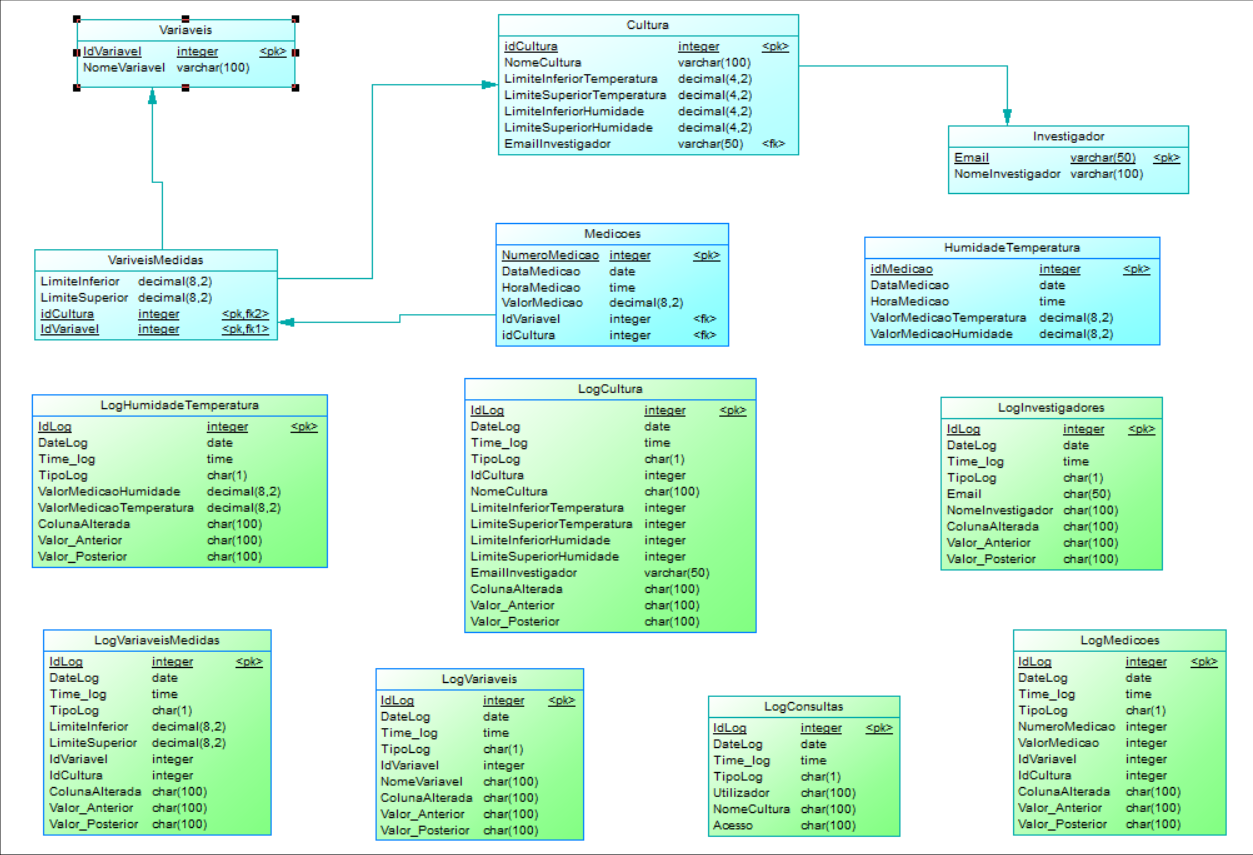 Variaveis
IdVariavel integer <pk>
NomeVariavel varchar(100)
Cultura
idCultura integer <pk>
NomeCultura varchar(100)
LimiteInferiorTemperatura decimal(4,2)
LimiteSuperiorTemperatura decimal(4,2)
LimiteInferiorHumidade decimal(4,2)
LimiteSuperiorHumidade decimal(4,2)
EmailInvestigador varchar(50) <fk>
Investigador
Email varchar(50) <pk>
NomeInvestigador varchar(100)
VariveisMedidas
LimiteInferior decimal(8,2)
LimiteSuperior decimal(8,2)
idCultura integer <pk,fk2>
IdVariavel integer <pk,fk1>
Medicoes
NumeroMedicao integer <pk>
DataMedicao date
HoraMedicao time
ValorMedicao decimal(8,2)
IdVariavel integer <fk>
idCultura integer <fk>
HumidadeTemperatura
idMedicao integer <pk>
DataMedicao date
HoraMedicao time
ValorMedicaoTemperatura decimal(8,2)
ValorMedicaoHumidade decimal(8,2)
LogHumidadeTemperatura
IdLog integer <pk>
DateLog date
Time_log time
TipoLog char(1)
ValorMedicaoHumidade decimal(8,2)
ValorMedicaoTemperatura decimal(8,2)
ColunaAlterada char(100)
Valor_Anterior char(100)
Valor_Posterior char(100)
LogCultura
IdLog integer <pk>
DateLog date
Time_log time
TipoLog char(1)
IdCultura integer
NomeCultura char(100)
LimiteInferiorTemperatura integer
LimiteSuperiorTemperatura integer
LimiteInferiorHumidade integer
LimiteSuperiorHumidade integer
EmailInvestigador varchar(50)
ColunaAlterada char(100)
Valor_Anterior char(100)
Valor_Posterior char(100)
LogInvestigadores
IdLog integer <pk>
DateLog date
Time_log time
TipoLog char(1)
Email char(50)
NomeInvestigador char(100)
ColunaAlterada char(100)
Valor_Anterior char(100)
Valor_Posterior char(100)
LogVariaveisMedidas
IdLog integer <pk>
DateLog date
Time_log time
TipoLog char(1)
LimiteInferior decimal(8,2)
LimiteSuperior decimal(8,2)
IdVariavel integer
IdCultura integer
ColunaAlterada char(100)
Valor_Anterior char(100)
Valor_Posterior char(100)
LogVariaveis
IdLog integer <pk>
DateLog date
Time_log time
TipoLog char(1)
IdVariavel integer
NomeVariavel char(100)
ColunaAlterada char(100)
Valor_Anterior char(100)
Valor_Posterior char(100)
LogConsultas
IdLog integer <pk>
DateLog date
Time_log time
TipoLog char(1)
Utilizador char(100)
NomeCultura char(100)
Acesso char(100)
LogMedicoes
IdLog integer <pk>
DateLog date
Time_log time
TipoLog char(1)
NumeroMedicao integer
ValorMedicao integer
IdVariavel integer
IdCultura integer
ColunaAlterada char(100)
Valor_Anterior char(100)
Valor_Posterior char(100)